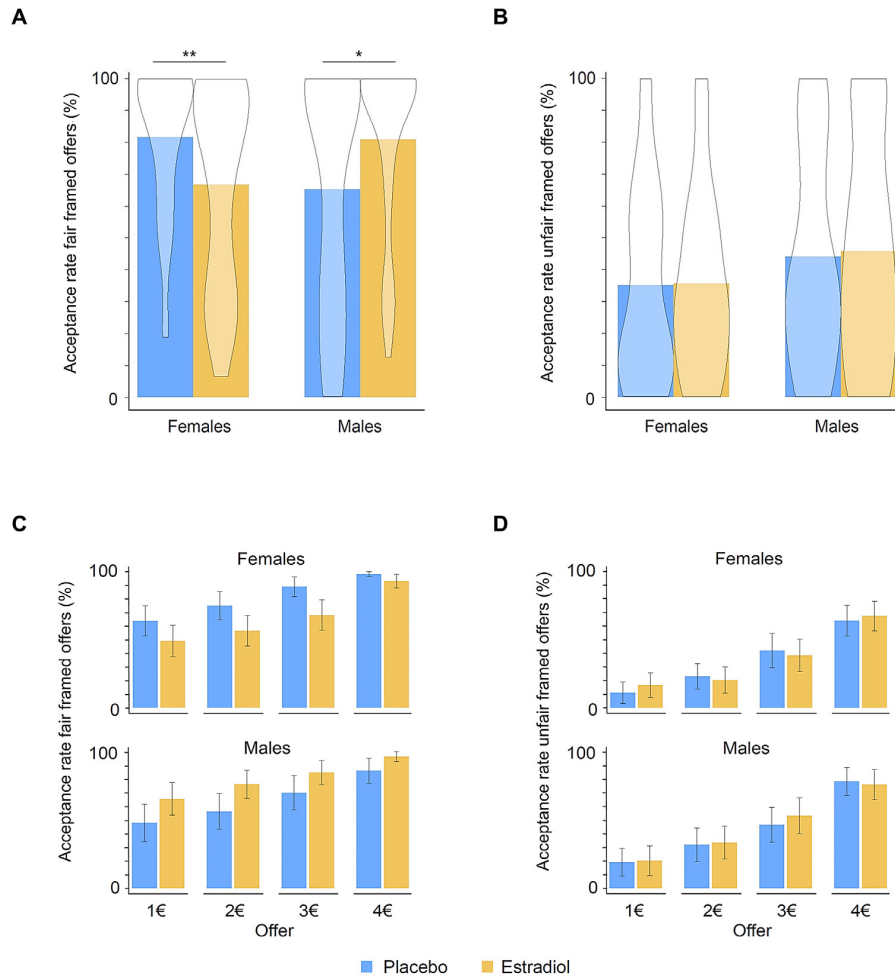 A
B
**
*
100
0
Acceptance rate fair framed offers (%)
Females
Males
100
0
Acceptance rate unfair framed offers (%)
Females
Males
C
D
Acceptance rate fair framed offers (%)
Females
100
0
Males
100
0
1€ 2€ 3€ 4€
Offer
Acceptance rate unfair framed offers (%)
Females
100
0
Males
100
0
1€ 2€ 3€ 4€
Offer
Placebo Estradiol